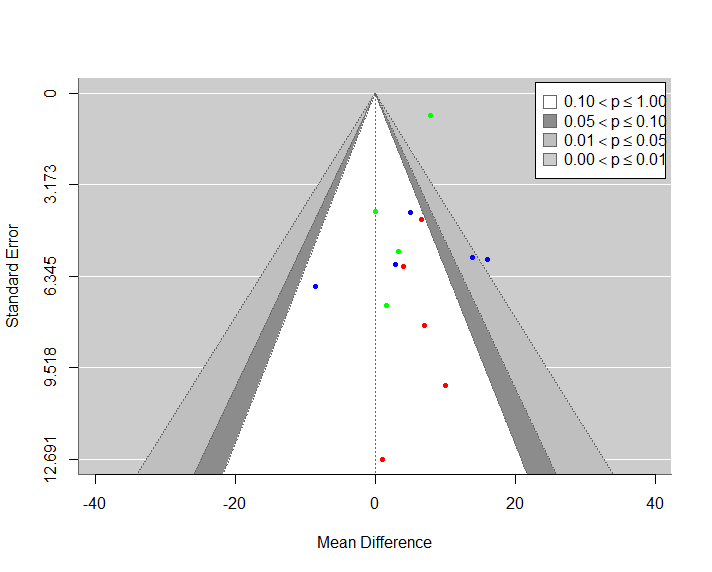 0.10 < p ≤ 1.00
0.05 < p ≤ 0.10
0.01 < p ≤ 0.05
0.00 < p ≤ 0.01
Standard Error
0
3.173
6.345
9.518
12.691
-40
-20
0
20
40
Mean Difference